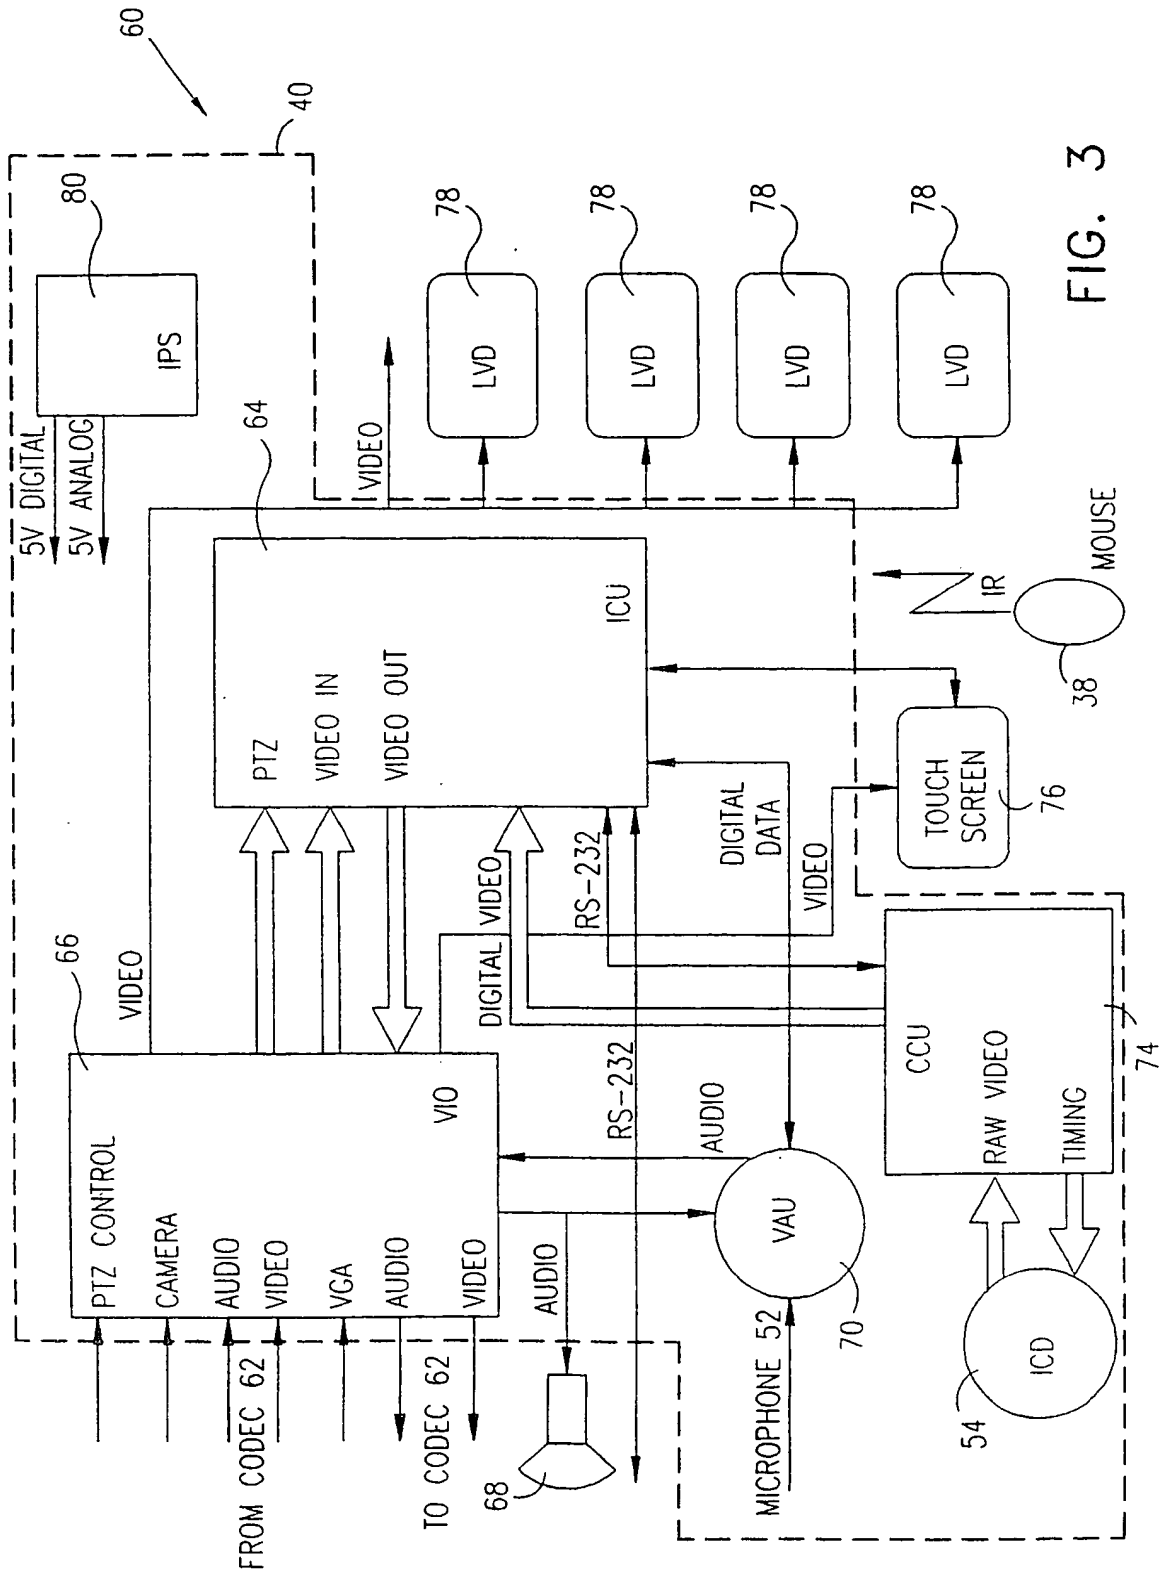 60
40
80
IPS
5V DIGITAL
5V ANALOG
64
VIDEO
78
78
78
78
LVD
LVD
LVD
LVD
FIG. 3
PTZ
VIDEO IN
VIDEO OUT
ICU
IR
MOUSE
38
TOUCH
SCREEN
76
66
VIDEO
DIGITAL VIDEO
RS-232
DIGITAL
DATA
VIDEO
PTZ CONTROL
CAMERA
AUDIO
VIDEO
VGA
AUDIO
VIDEO
VIO
RS-232
AUDIO
CCU
RAW VIDEO
TIMING
74
FROM CODEC 62
TO CODEC 62
AUDIO
68
VAU
70
MICROPHONE 52
54
ICD